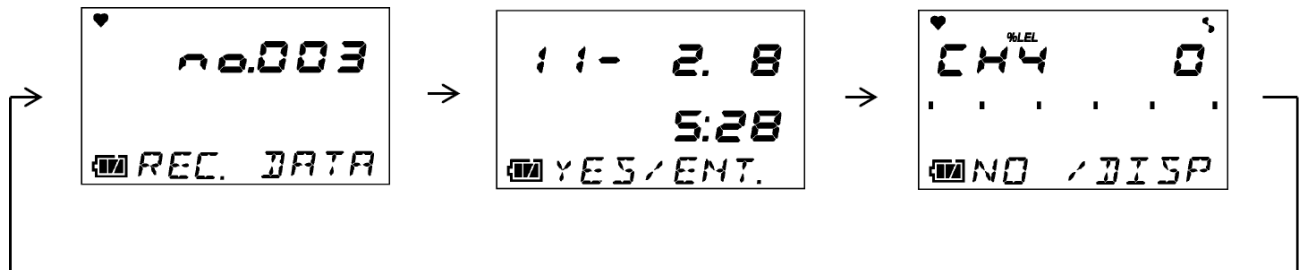 no.003
REC. DATA
11- 2. 8
5:28
YES/ENT.
%LEL
CH4 0
NO /DISP